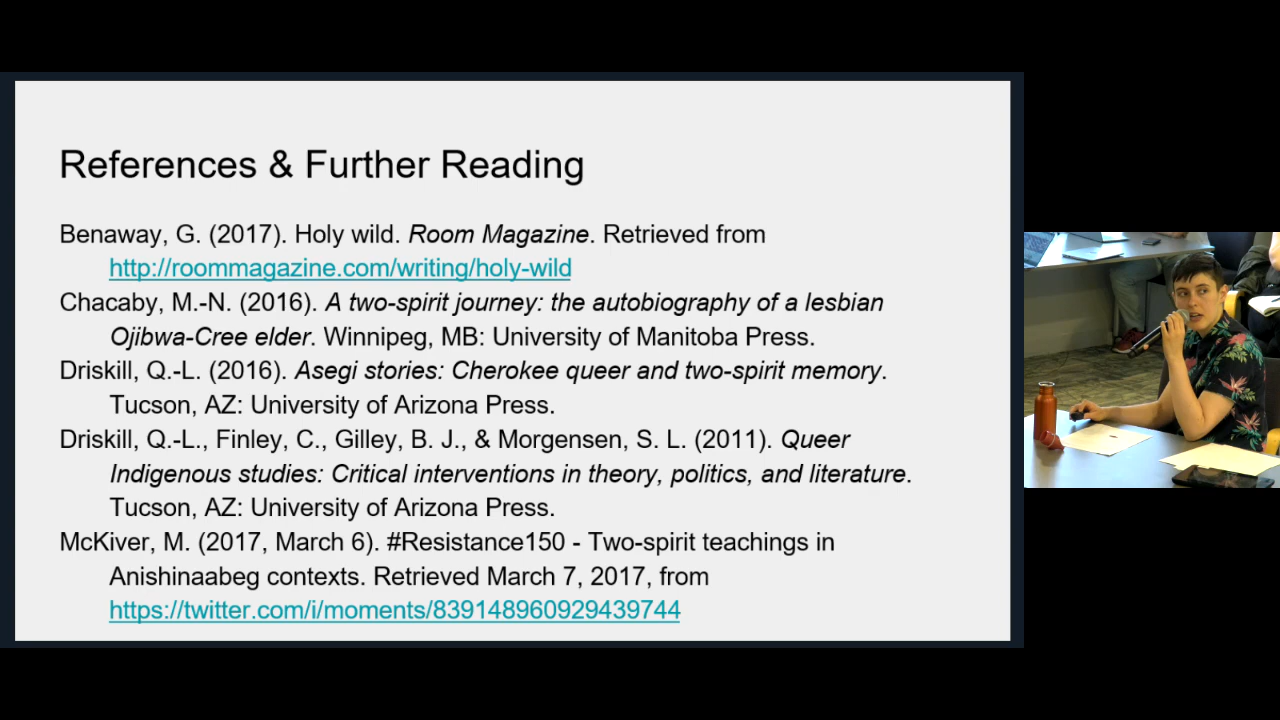 References & Further Reading
Benaway, G. (2017). Holy wild. Room Magazine. Retrieved from
http://roommagazine.com/writing/holy-wild
Chacaby, M.-N. (2016). A two-spirit journey: the autobiography of a lesbian
Ojibwa-Cree elder. Winnipeg, MB: University of Manitoba Press.
Driskill, Q.-L. (2016). Asegi stories: Cherokee queer and two-spirit memory.
Tucson, AZ: University of Arizona Press.
Driskill, Q.-L., Finley, C., Gilley, B. J., & Morgensen, S. L. (2011). Queer
Indigenous studies: Critical interventions in theory, politics, and literature.
Tucson, AZ: University of Arizona Press.
McKiver, M. (2017, March 6). #Resistance150 - Two-spirit teachings in
Anishinaabeg contexts. Retrieved March 7, 2017, from
https://twitter.com/i/moments/839148960929439744